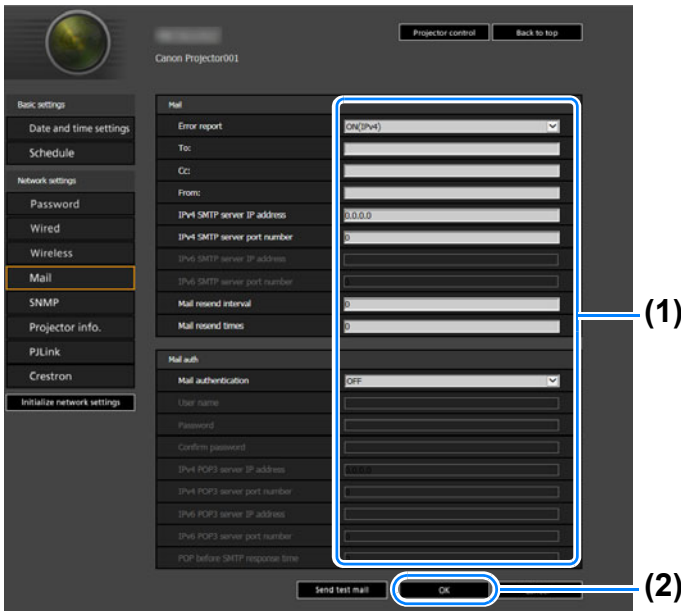 Projector control Back to top
Canon Projector001
Basic settings
Date and time settings
Schedule
Network settings
Password
Wired
Wireless
Mail
SNMP
Projector info.
PJLink
Crestron
Initialize network settings
Mail
Error report ON(IPv4)
To:
Cc:
From:
IPv4 SMTP server IP address 0.0.0.0
IPv4 SMTP server port number 0
IPv6 SMTP server IP address
IPv6 SMTP server port number
Mail resend interval 0
Mail resend times 0
(1)
Mail auth
Mail authentication OFF
User name
Password
Confirm password
IPv4 POP3 server IP address 0.0.0.0
IPv4 POP3 server port number
IPv6 POP3 server IP address
IPv6 POP3 server port number
POP before SMTP response time
Send test mail OK
(2)